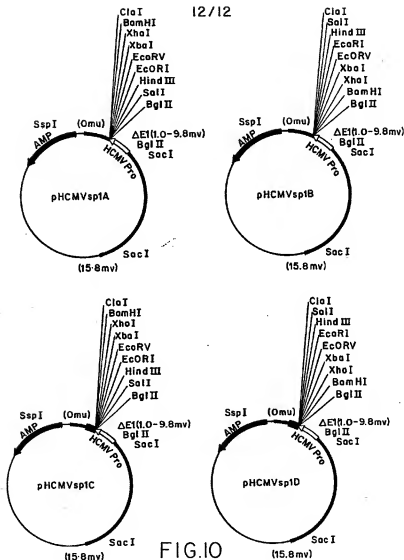 12/12
ClaI
BamHI
XhoI
XbaI
EcoRV
EcORI
Hind III
SalI
BglII
SspI
(Omu)
AMP
ΔE1(1.0-9.8mv)
BglII
SacI
HCMV Pro
pHCMVsp1A
SacI
(15·8mv)
ClaI
SalI
Hind III
EcoRI
EcORV
XbaI
XhoI
BamHI
BglII
SspI
(Omu)
AMP
ΔE1(1.0-9.8mv)
BglII
SacI
HCMV Pro
pHCMVsp1B
SacI
(15.8mv)
ClaI
BamHI
XhoI
XbaI
EcoRV
EcORI
Hind III
SalI
BglII
SspI
(Omu)
AMP
ΔE1(1.0-9.8mv)
BglII
SacI
HCMV Pro
pHCMVsp1C
SacI
(15·8mv)
ClaI
SalI
Hind III
EcoRI
EcORV
XbaI
XhoI
BamHI
BglII
SspI
(Omu)
AMP
ΔE1(1.0-9.8mv)
BglII
SacI
HCMV Pro
pHCMVsp1D
SacI
(15.8mv)
FIG.10